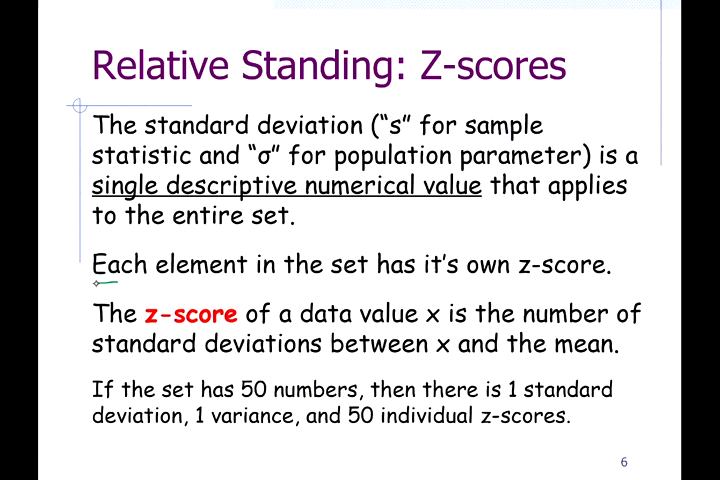 Relative Standing: Z-scores
The standard deviation (“s” for sample
statistic and “σ” for population parameter) is a
single descriptive numerical value that applies
to the entire set.
Each element in the set has it’s own z-score.
The z-score of a data value x is the number of
standard deviations between x and the mean.
If the set has 50 numbers, then there is 1 standard
deviation, 1 variance, and 50 individual z-scores.
6